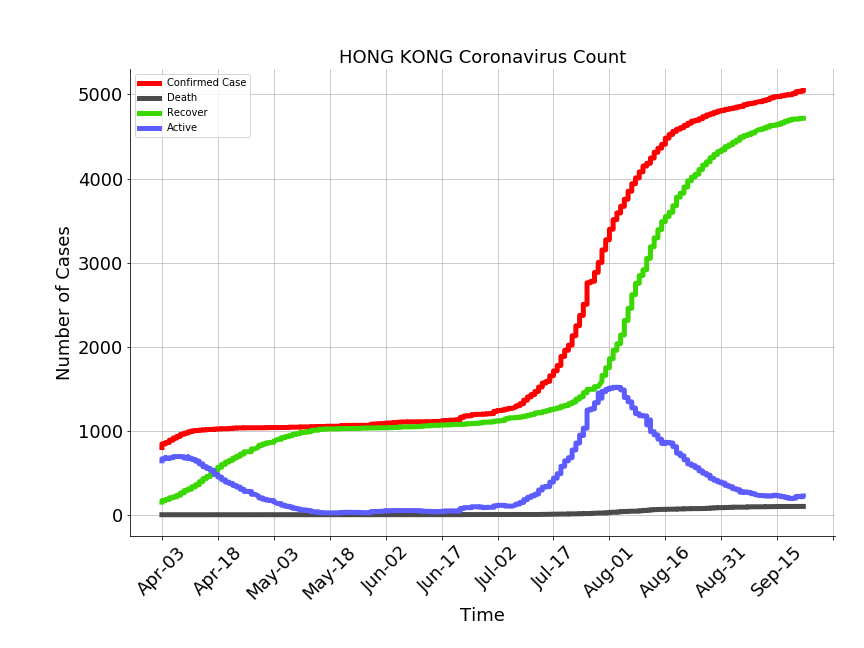 HONG KONG Coronavirus Count
Confirmed Case
Death
Recover
Active
5000
4000
3000
2000
1000
0
Number of Cases
Apr-03
Apr-18
May-03
May-18
Jun-02
Jun-17
Jul-02
Jul-17
Aug-01
Aug-16
Aug-31
Sep-15
Time